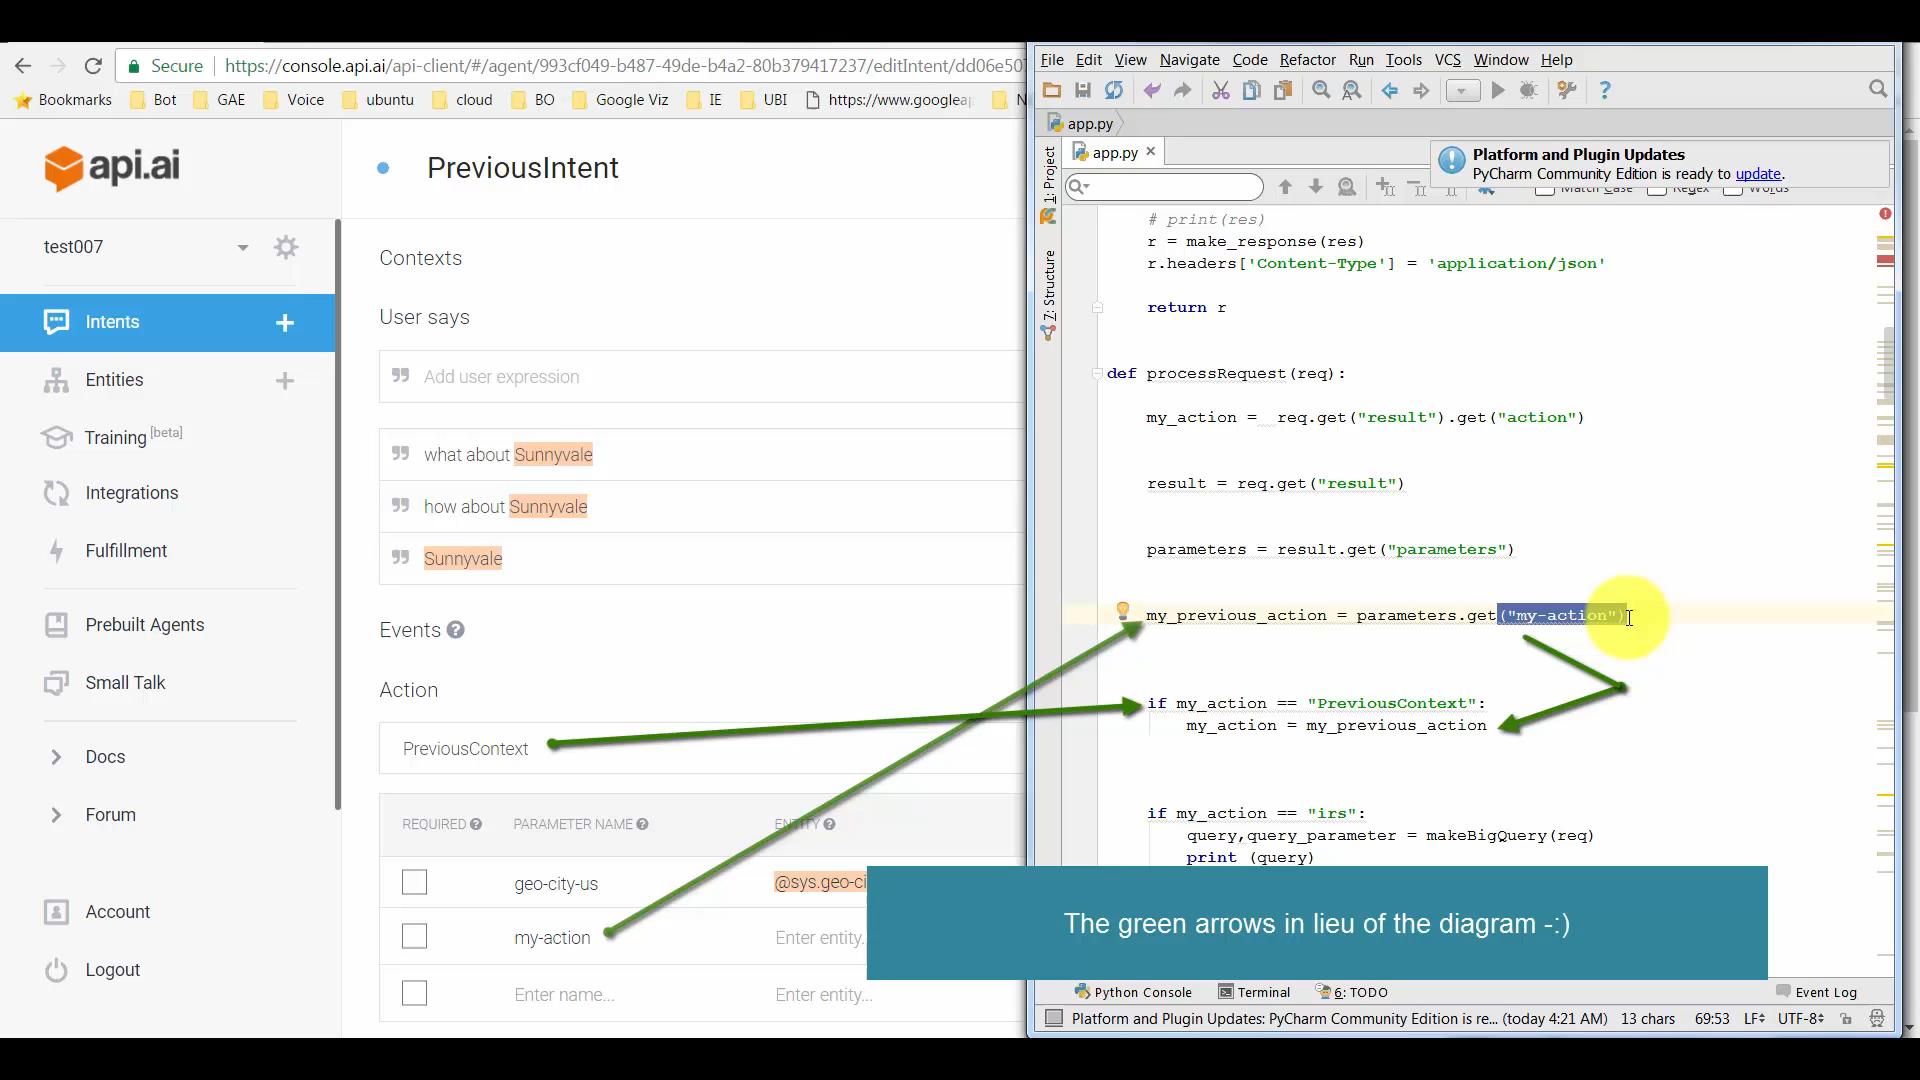 Secure
https://console.api.ai/api-client/#/agent/993cf049-b487-49de-b4a2-80b379417237/editIntent/dd06e507
Bookmarks Bot GAE Voice ubuntu cloud BO Google Viz IE UBI https://www.googleap N
api.ai
PreviousIntent
test007
Intents
Entities
Training [beta]
Integrations
Fulfillment
Prebuilt Agents
Small Talk
Docs
Forum
Account
Logout
Contexts
User says
Add user expression
what about Sunnyvale
how about Sunnyvale
Sunnyvale
Events
Action
PreviousContext
REQUIRED PARAMETER NAME ENTITY
geo-city-us @sys.geo-ci
my-action Enter entity...
Enter name... Enter entity...
File Edit View Navigate Code Refactor Run Tools VCS Window Help
app.py
app.py
Platform and Plugin Updates
PyCharm Community Edition is ready to update.
Match Case Regex Words
1: Project
7: Structure
# print(res)
r = make_response(res)
r.headers['Content-Type'] = 'application/json'
return r
def processRequest(req):
my_action = req.get("result").get("action")
result = req.get("result")
parameters = result.get("parameters")
my_previous_action = parameters.get("my-action")
if my_action == "PreviousContext":
my_action = my_previous_action
if my_action == "irs":
query,query_parameter = makeBigQuery(req)
print (query)
The green arrows in lieu of the diagram -:)
Python Console Terminal 6: TODO Event Log
Platform and Plugin Updates: PyCharm Community Edition is re... (today 4:21 AM) 13 chars 69:53 LF UTF-8